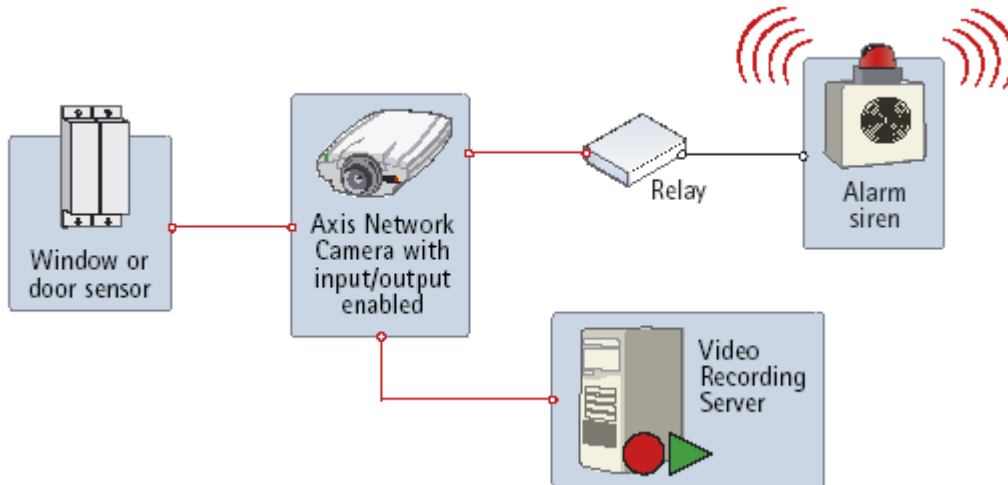 Window or
door sensor
Axis Network
Camera with
input/output
enabled
Relay
Alarm
siren
Video
Recording
Server